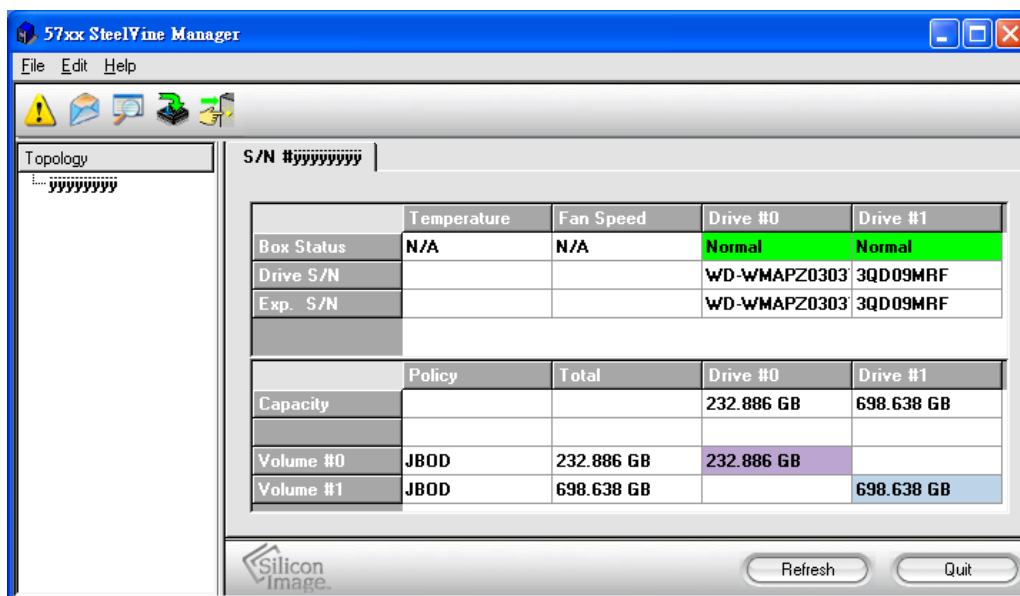 57xx SteelVine Manager
File Edit Help
Topology
ÿÿÿÿÿÿÿÿ
S/N #ÿÿÿÿÿÿÿÿ
Temperature Fan Speed Drive #0 Drive #1
Box Status N/A N/A Normal Normal
Drive S/N WD-WMAPZ0303 3QD09MRF
Exp. S/N WD-WMAPZ0303 3QD09MRF
Policy Total Drive #0 Drive #1
Capacity 232.886 GB 698.638 GB
Volume #0 JBOD 232.886 GB 232.886 GB
Volume #1 JBOD 698.638 GB 698.638 GB
Silicon
Image.
Refresh Quit